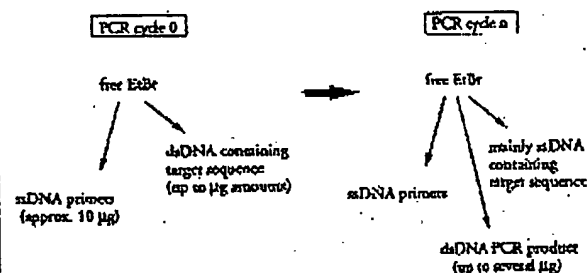 PCR cycle 0
free EtBr
dsDNA containing
target sequence
(up to µg amounts)
ssDNA primers
(approx. 10 µg)
PCR cycle n
free EtBr
mainly ssDNA
containing
target sequence
ssDNA primers
dsDNA PCR product
(up to several µg)